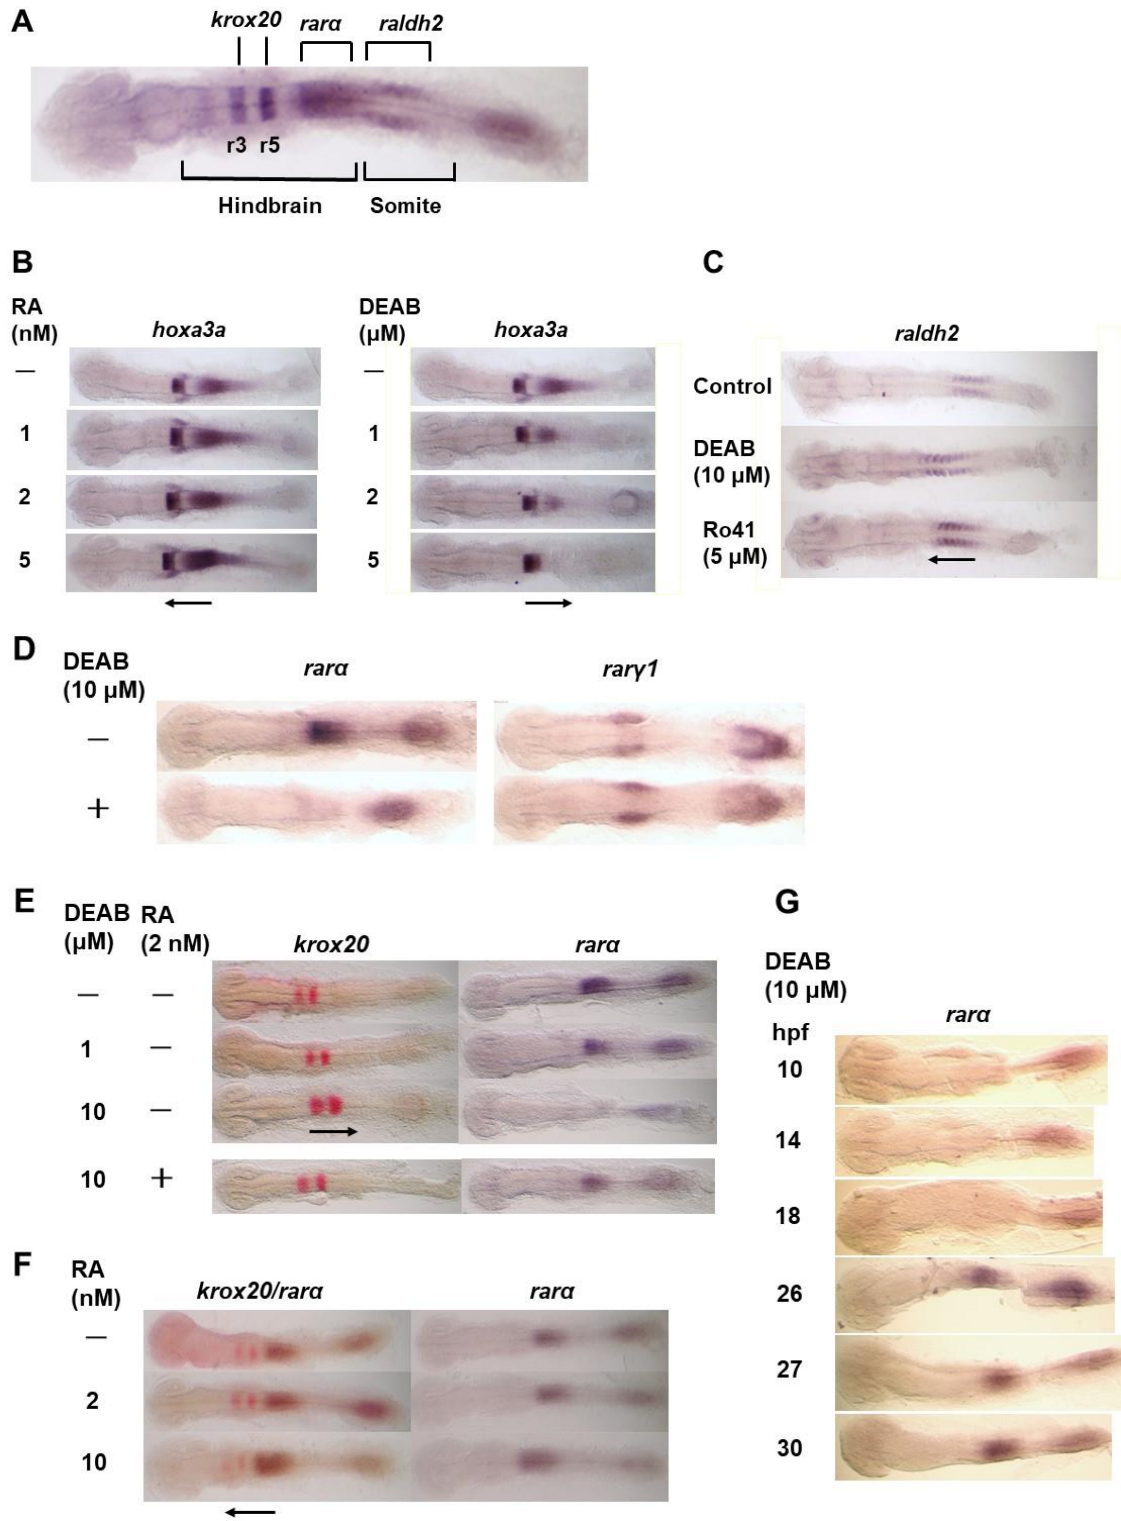 A
krox20 rarα raldh2
r3 r5
Hindbrain Somite
B
RA
(nM)
hoxa3a
—
1
2
5
DEAB
(µM)
hoxa3a
—
1
2
5
C
raldh2
Control
DEAB
(10 µM)
Ro41
(5 µM)
D
DEAB
(10 µM)
rarα rarγ1
—
+
E
DEAB RA
(µM) (2 nM)
krox20 rarα
— —
1 —
10 —
10 +
F
RA
(nM)
krox20/rarα rarα
—
2
10
G
DEAB
(10 µM)
rarα
hpf
10
14
18
26
27
30